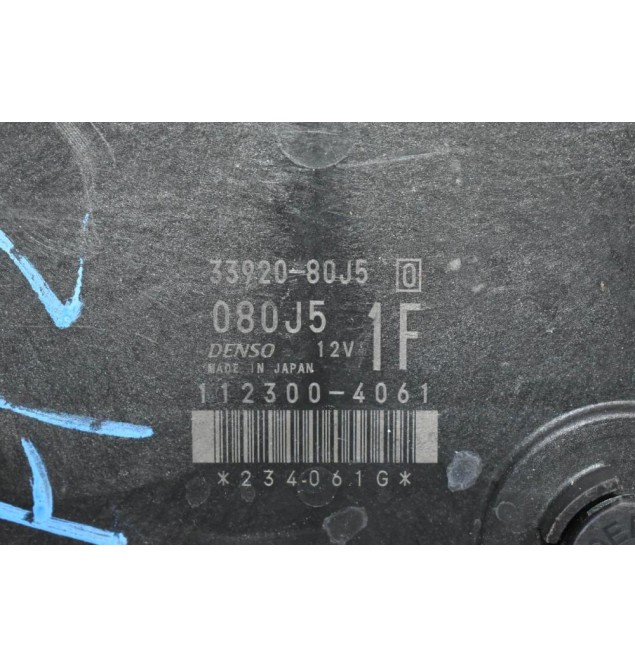 33920-80J5 0
080J5 1F
DENSO 12V
MADE IN JAPAN
112300-4061
*234061G*